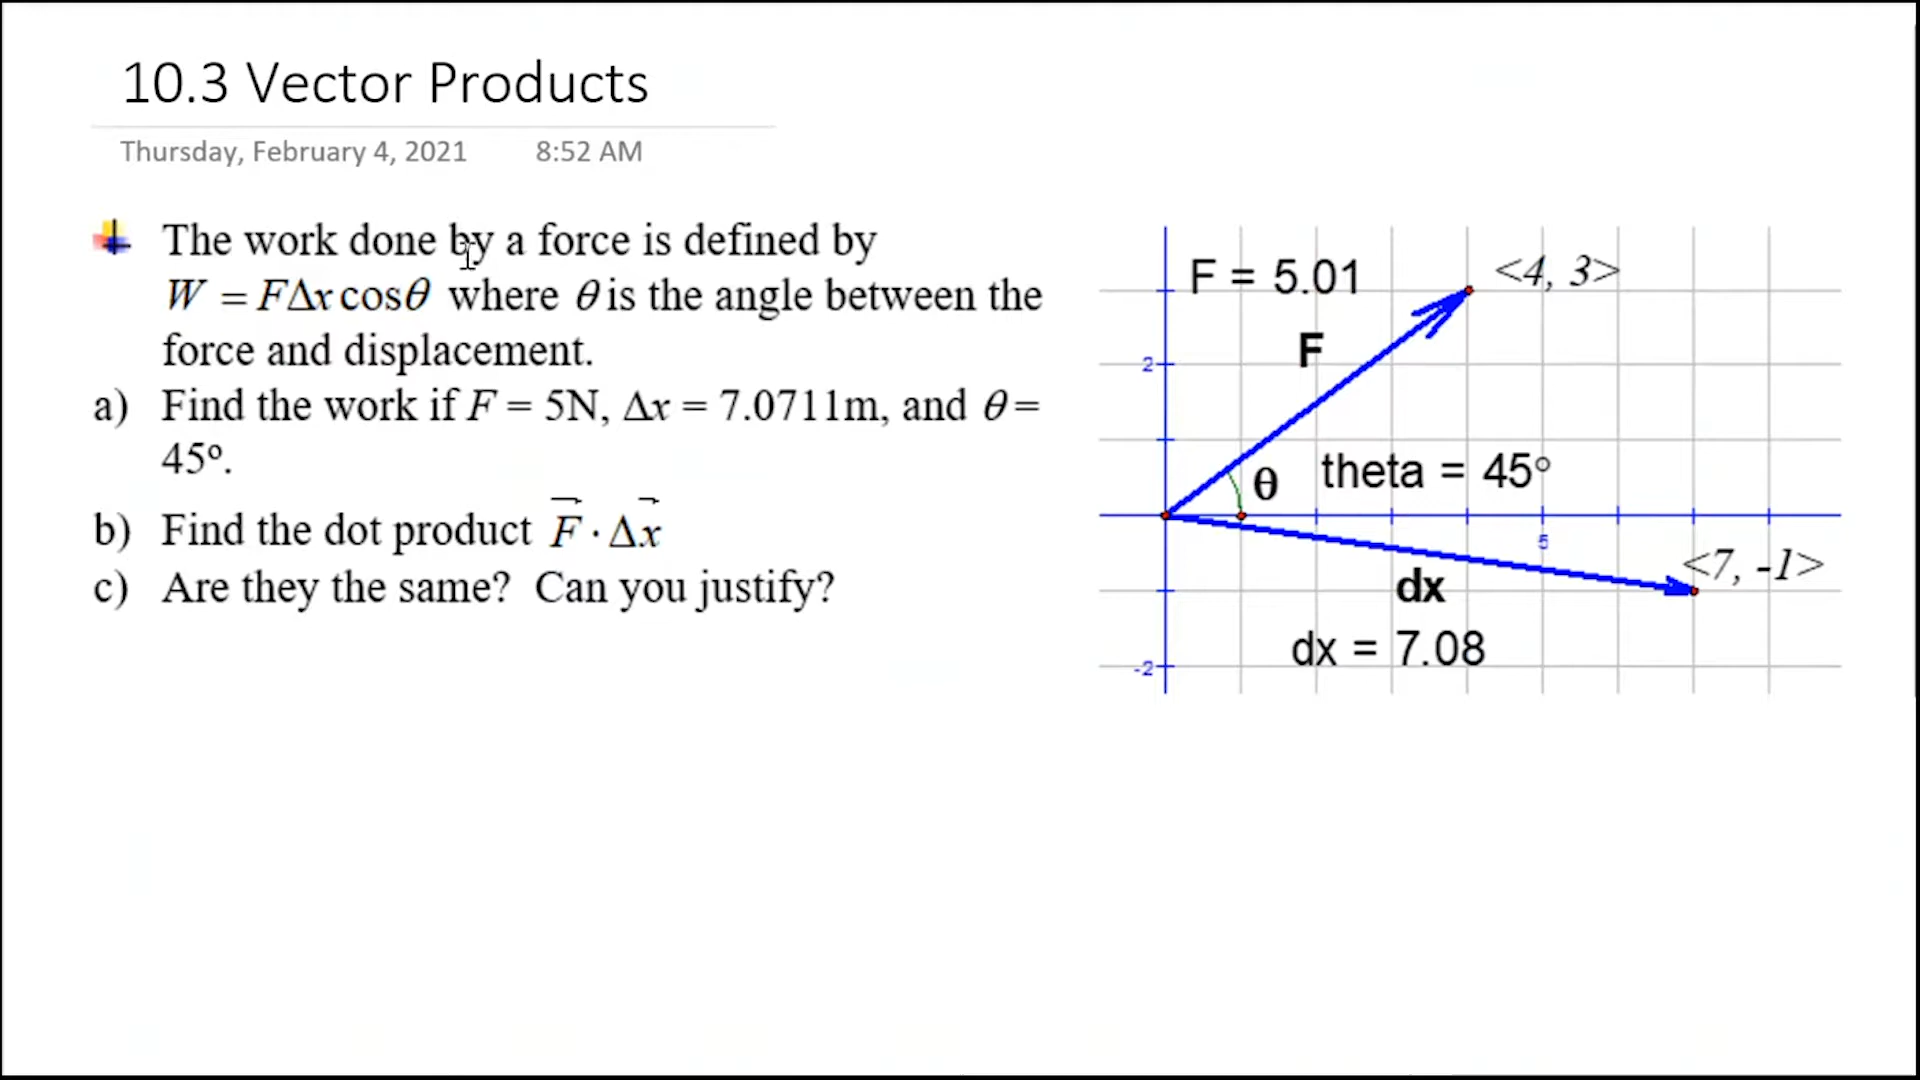 10.3 Vector Products
Thursday, February 4, 2021 8:52 AM
The work done by a force is defined by
W = FΔx cosθ where θ is the angle between the
force and displacement.
a) Find the work if F = 5N, Δx = 7.0711m, and θ =
45º.
b) Find the dot product F⃗ · Δx⃗
c) Are they the same? Can you justify?
F = 5.01
<4, 3>
F
2
θ
theta = 45°
5
<7, -1>
dx
dx = 7.08
-2